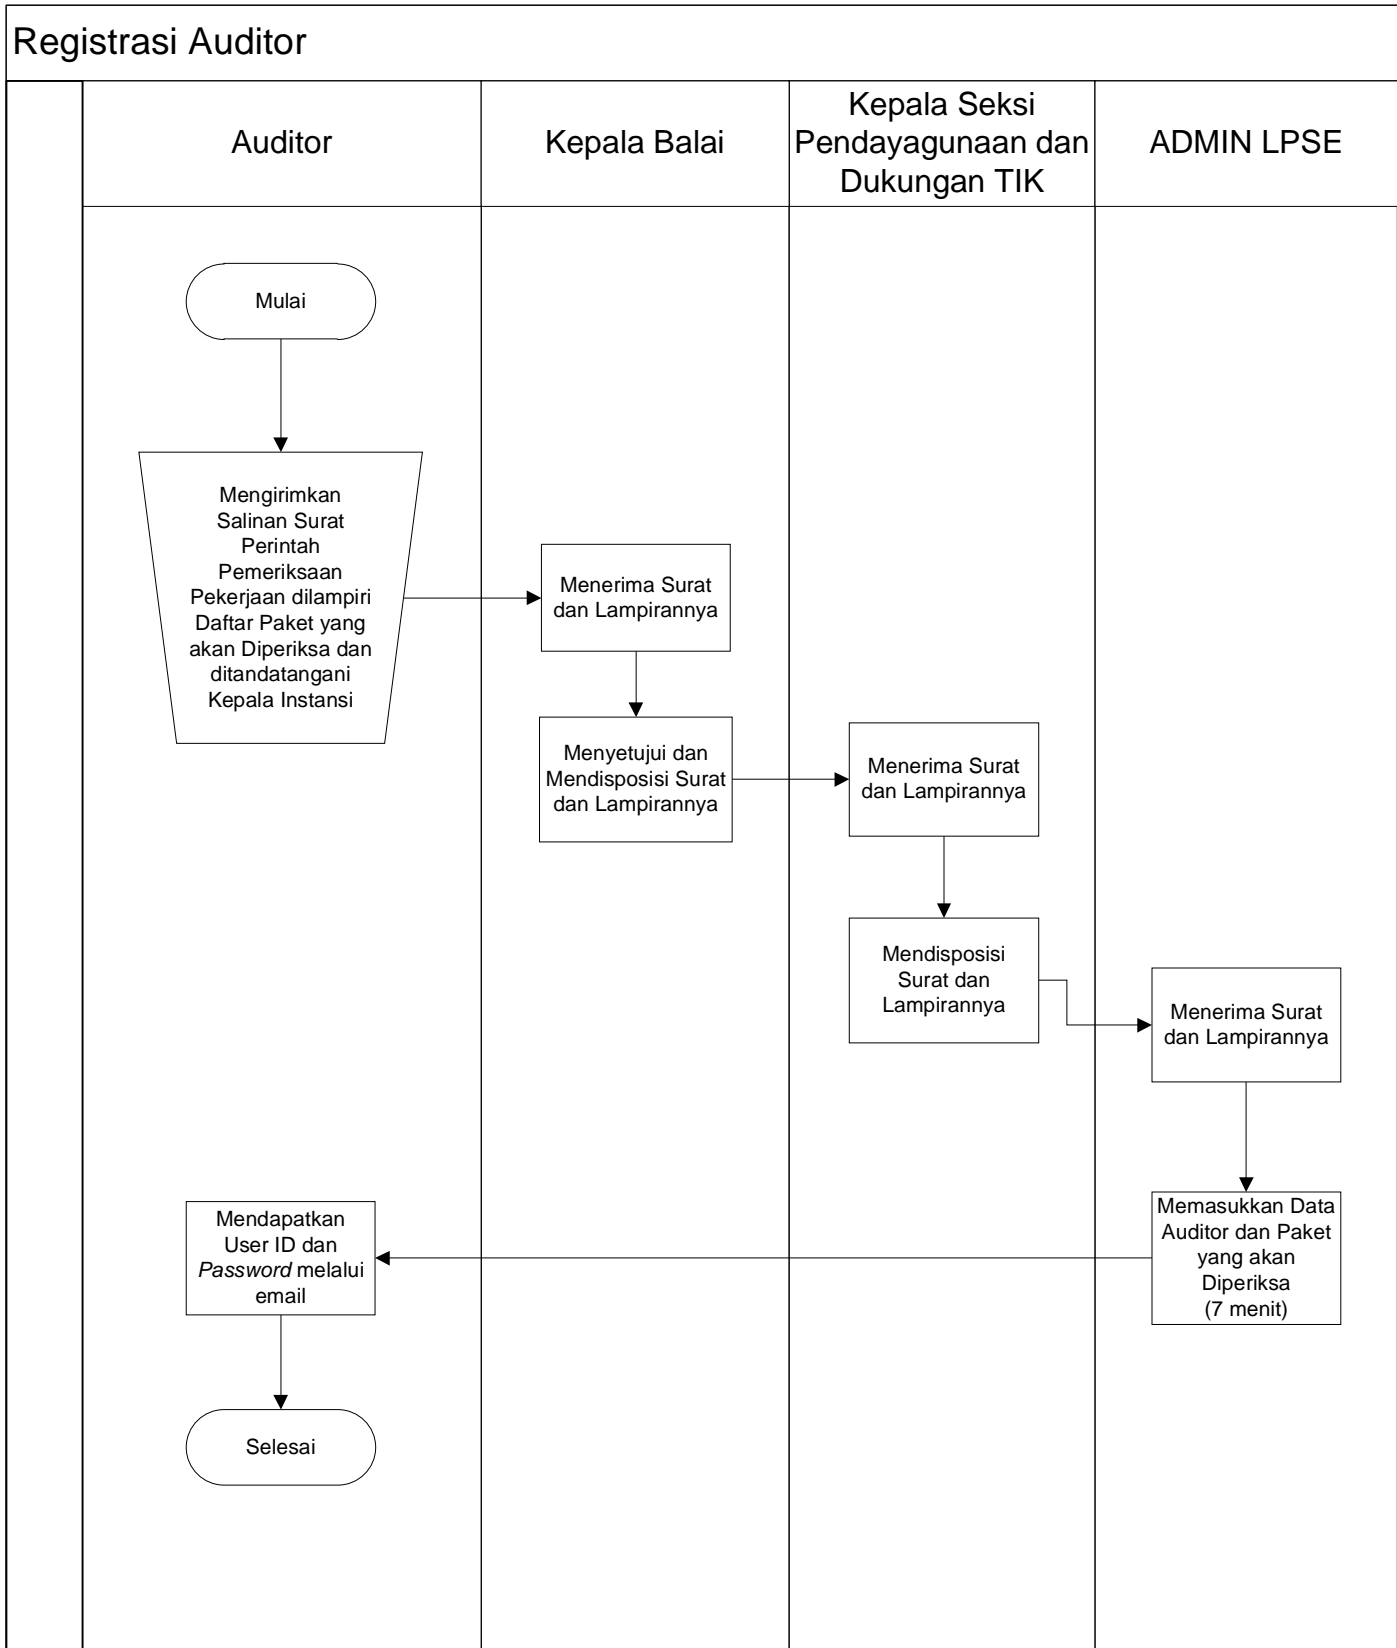 Registrasi Auditor
Auditor
Kepala Balai
Kepala Seksi
Pendayagunaan dan
Dukungan TIK
ADMIN LPSE
Mulai
Mengirimkan
Salinan Surat
Perintah
Pemeriksaan
Pekerjaan dilampiri
Daftar Paket yang
akan Diperiksa dan
ditandatangani
Kepala Instansi
Menerima Surat
dan Lampirannya
Menyetujui dan
Mendisposisi Surat
dan Lampirannya
Menerima Surat
dan Lampirannya
Mendisposisi
Surat dan
Lampirannya
Menerima Surat
dan Lampirannya
Memasukkan Data
Auditor dan Paket
yang akan
Diperiksa
(7 menit)
Mendapatkan
User ID dan
Password melalui
email
Selesai